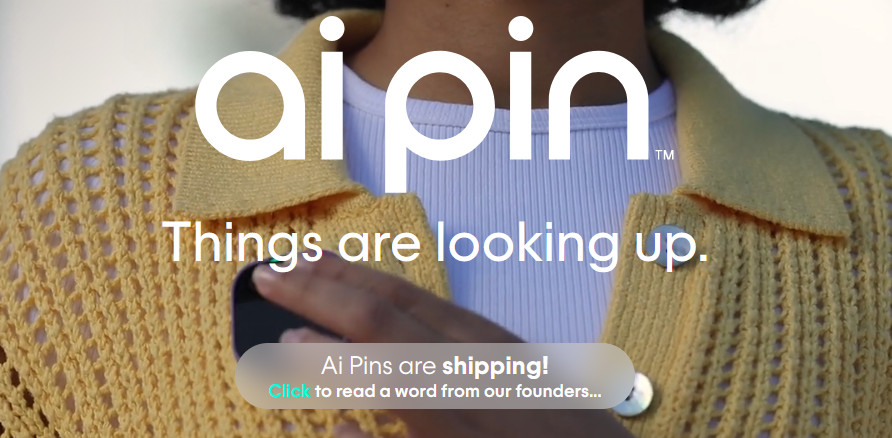 ai pin™
Things are looking up.
Ai Pins are shipping!
Click to read a word from our founders...